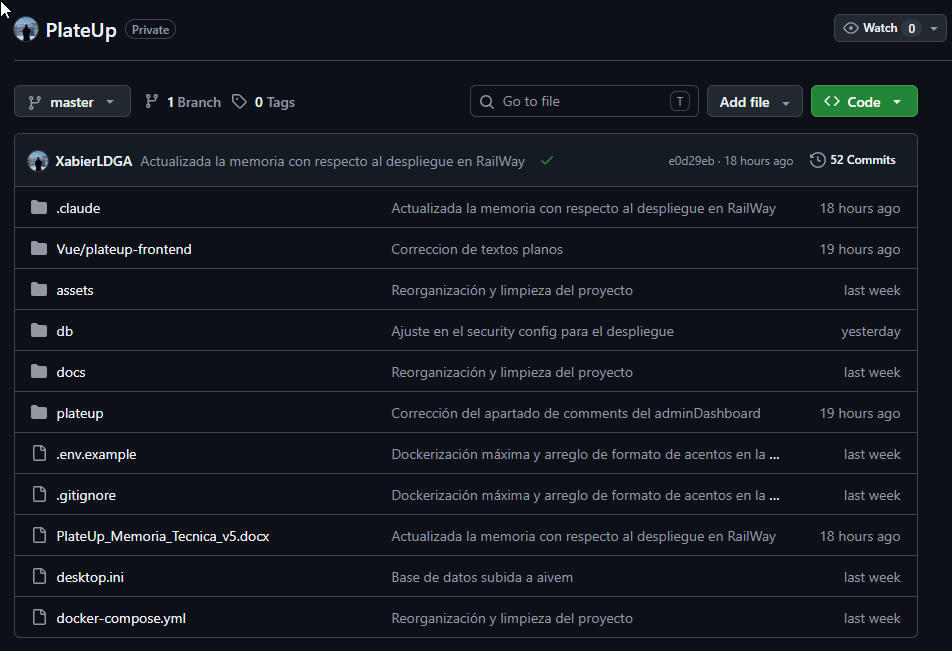 PlateUp Private Watch 0
master 1 Branch 0 Tags Go to file T Add file Code
XabierLDGA Actualizada la memoria con respecto al despliegue en RailWay e0d29eb · 18 hours ago 52 Commits
.claude Actualizada la memoria con respecto al despliegue en RailWay 18 hours ago
Vue/plateup-frontend Correccion de textos planos 19 hours ago
assets Reorganización y limpieza del proyecto last week
db Ajuste en el security config para el despliegue yesterday
docs Reorganización y limpieza del proyecto last week
plateup Corrección del apartado de comments del adminDashboard 19 hours ago
.env.example Dockerización máxima y arreglo de formato de acentos en la ... last week
.gitignore Dockerización máxima y arreglo de formato de acentos en la ... last week
PlateUp_Memoria_Tecnica_v5.docx Actualizada la memoria con respecto al despliegue en RailWay 18 hours ago
desktop.ini Base de datos subida a aivem last week
docker-compose.yml Reorganización y limpieza del proyecto last week